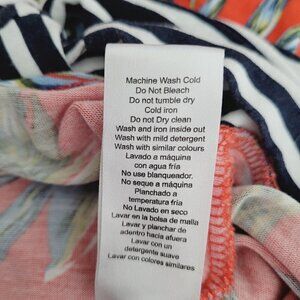 Machine Wash Cold
Do Not Bleach
Do not tumble dry
Cold iron
Do not Dry clean
Wash and iron inside out
Wash with mild detergent
Wash with similar colours
Lavado a máquina
con agua fría
No use blanqueador.
No seque a máquina
Planchado a
temperatura fría
No Lavado en seco
Lavar en la bolsa de malla
Lavar y planchar de
adentro hacia afuera
Lavar con un
detergente suave
Lavar con colores similares